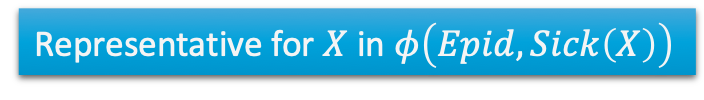 Representative for X in ϕ(Epid, Sick(X))